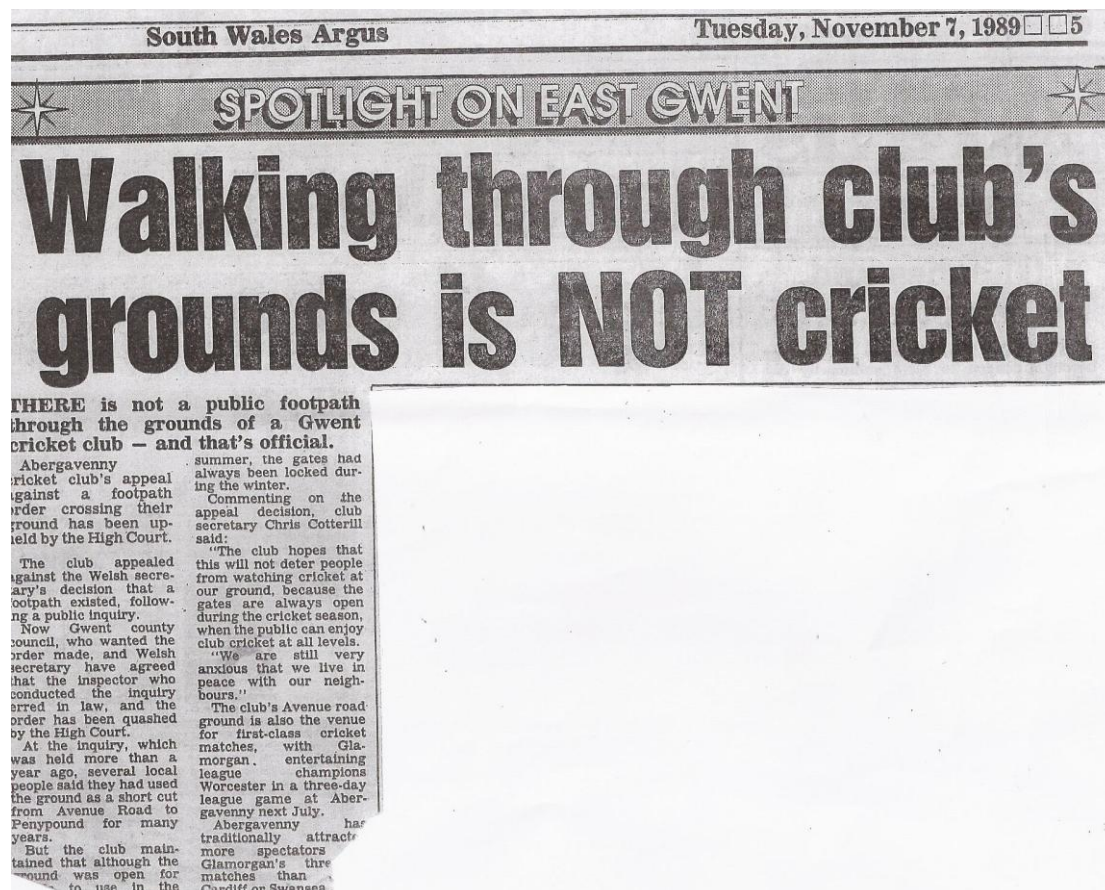 South Wales Argus
Tuesday, November 7, 1989□□5
SPOTLIGHT ON EAST GWENT
Walking through club's
grounds is NOT cricket
THERE is not a public footpath
through the grounds of a Gwent
cricket club — and that's official.
Abergavenny
cricket club's appeal
against a footpath
order crossing their
ground has been up-
held by the High Court.
The club appealed
against the Welsh secre-
tary's decision that a
footpath existed, follow-
ing a public inquiry.
Now Gwent county
council, who wanted the
order made, and Welsh
secretary have agreed
that the inspector who
conducted the inquiry
erred in law, and the
order has been quashed
by the High Court.
At the inquiry, which
was held more than a
year ago, several local
people said they had used
the ground as a short cut
from Avenue Road to
Penypound for many
years.
But the club main-
tained that although the
ground was open for
to use in the
summer, the gates had
always been locked dur-
ing the winter.
Commenting on the
appeal decision, club
secretary Chris Cotterill
said:
"The club hopes that
this will not deter people
from watching cricket at
our ground, because the
gates are always open
during the cricket season,
when the public can enjoy
club cricket at all levels.
"We are still very
anxious that we live in
peace with our neigh-
bours."
The club's Avenue road
ground is also the venue
for first-class cricket
matches, with Gla-
morgan. entertaining
league champions
Worcester in a three-day
league game at Aber-
gavenny next July.
Abergavenny has
traditionally attracte
more spectators
Glamorgan's thre
matches than
Cardiff or Swansea